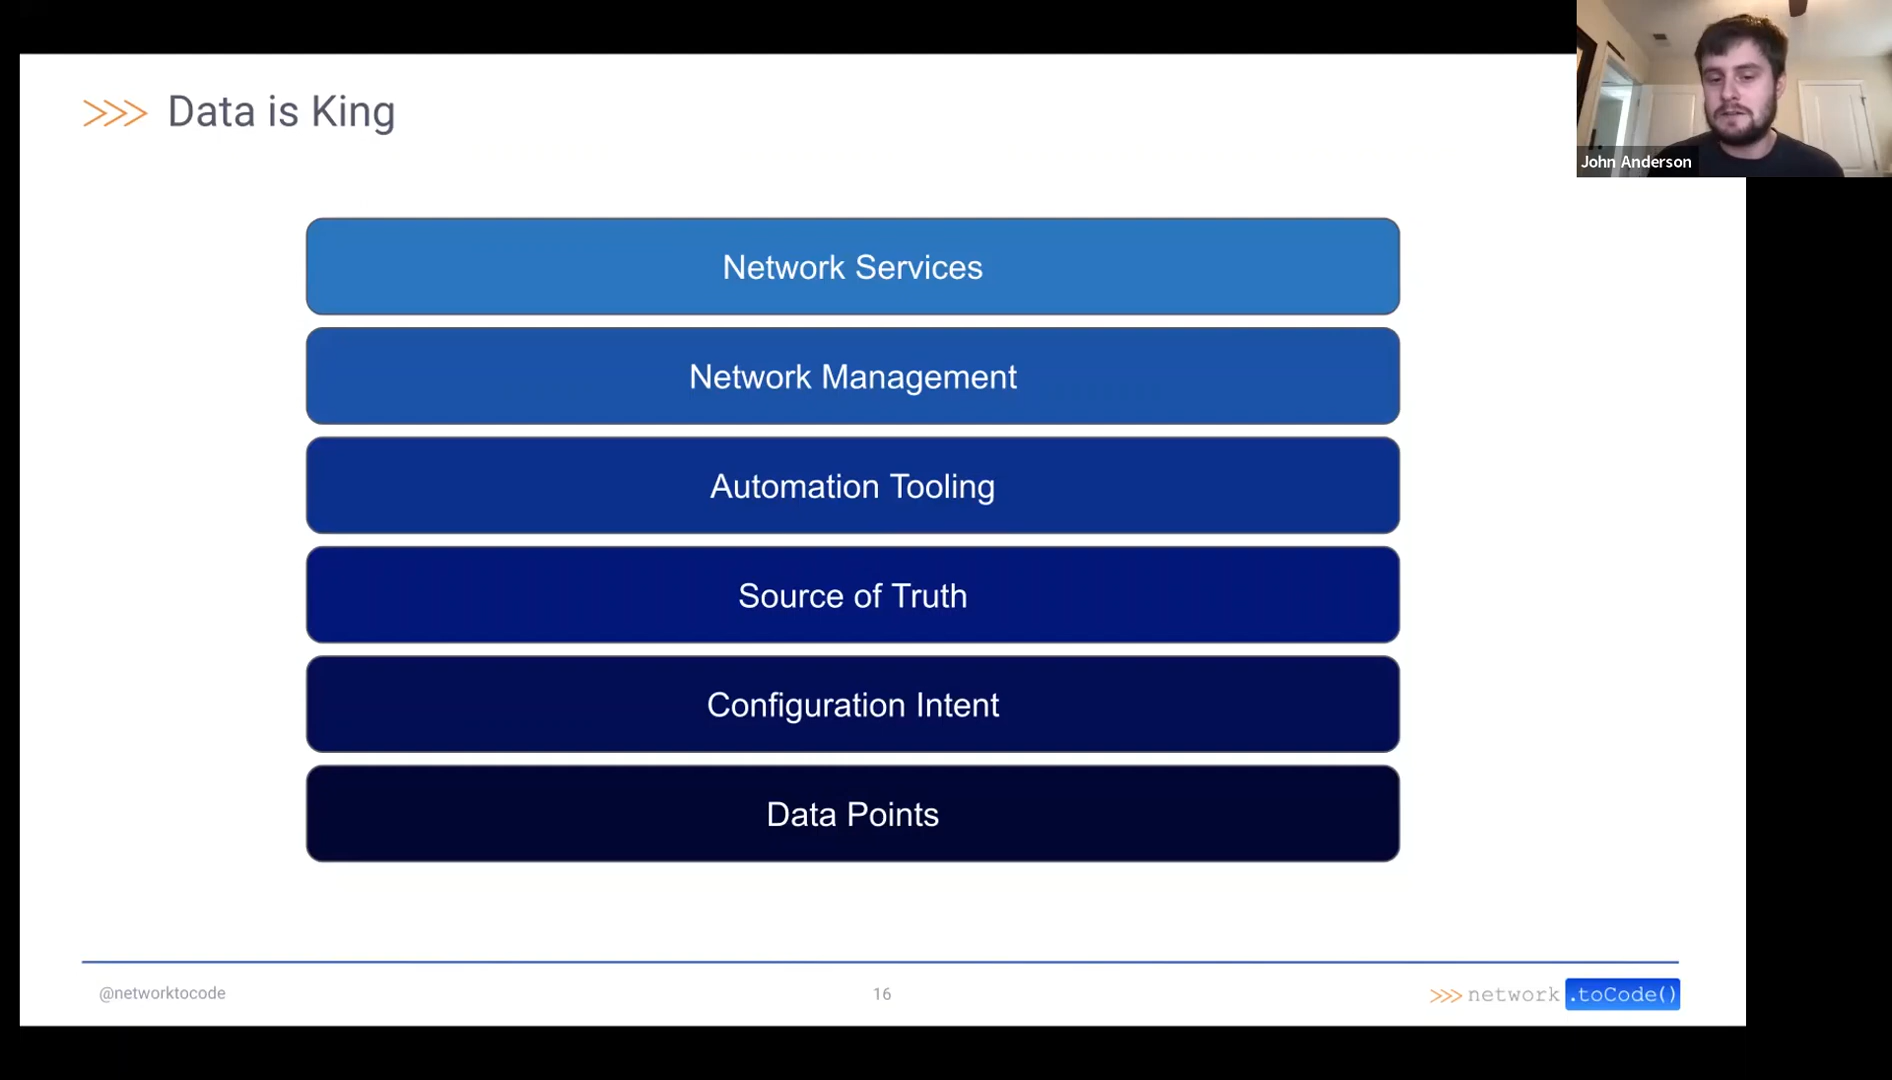 >>> Data is King
John Anderson
Network Services
Network Management
Automation Tooling
Source of Truth
Configuration Intent
Data Points
@networktocode
16
>>> network .toCode()